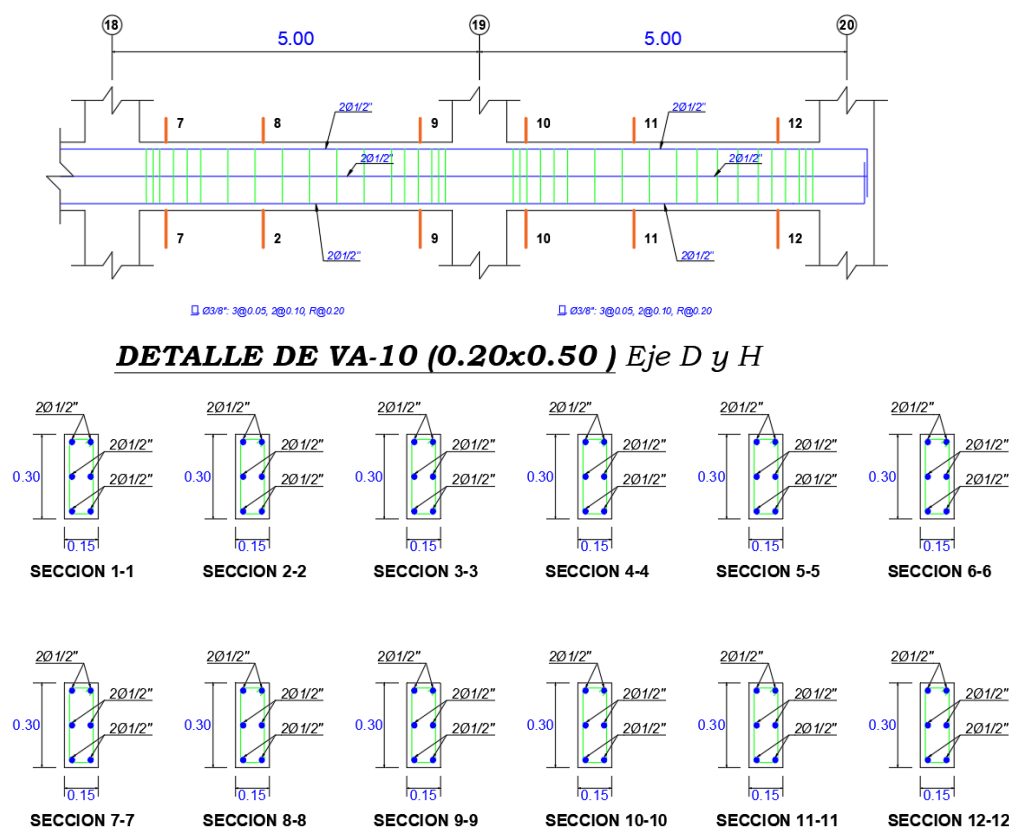 18 19 20
5.00 5.00
2Ø1/2" 2Ø1/2"
7 8 9 10 11 12
2Ø1/2" 2Ø1/2"
7 2 9 10 11 12
2Ø1/2" 2Ø1/2"
Ø3/8": 3@0.05, 2@0.10, R@0.20 Ø3/8": 3@0.05, 2@0.10, R@0.20
DETALLE DE VA-10 (0.20x0.50 ) Eje D y H
2Ø1/2" 2Ø1/2" 2Ø1/2" 2Ø1/2" 2Ø1/2" 2Ø1/2"
2Ø1/2" 2Ø1/2" 2Ø1/2" 2Ø1/2" 2Ø1/2" 2Ø1/2"
0.30 2Ø1/2" 0.30 2Ø1/2" 0.30 2Ø1/2" 0.30 2Ø1/2" 0.30 2Ø1/2" 0.30 2Ø1/2"
0.15 0.15 0.15 0.15 0.15 0.15
SECCION 1-1 SECCION 2-2 SECCION 3-3 SECCION 4-4 SECCION 5-5 SECCION 6-6
2Ø1/2" 2Ø1/2" 2Ø1/2" 2Ø1/2" 2Ø1/2" 2Ø1/2"
2Ø1/2" 2Ø1/2" 2Ø1/2" 2Ø1/2" 2Ø1/2" 2Ø1/2"
0.30 2Ø1/2" 0.30 2Ø1/2" 0.30 2Ø1/2" 0.30 2Ø1/2" 0.30 2Ø1/2" 0.30 2Ø1/2"
0.15 0.15 0.15 0.15 0.15 0.15
SECCION 7-7 SECCION 8-8 SECCION 9-9 SECCION 10-10 SECCION 11-11 SECCION 12-12